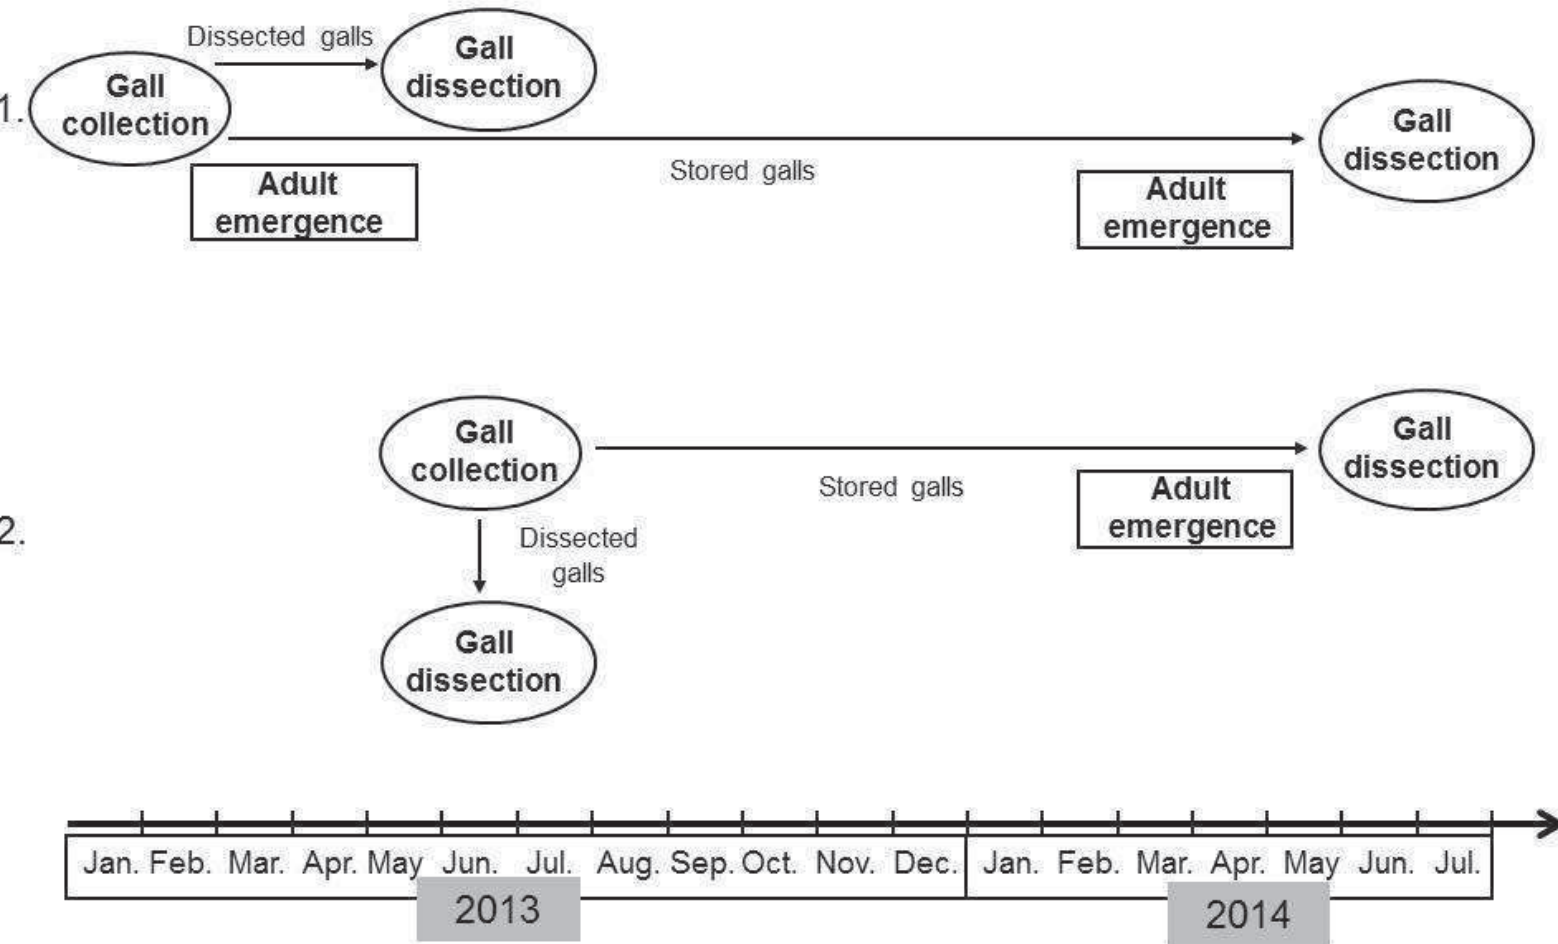 1.
Gall
collection
Dissected galls
Gall
dissection
Stored galls
Adult
emergence
Adult
emergence
Gall
dissection
2.
Gall
collection
Stored galls
Adult
emergence
Gall
dissection
Dissected
galls
Gall
dissection
Jan. Feb. Mar. Apr. May Jun. Jul. Aug. Sep. Oct. Nov. Dec. Jan. Feb. Mar. Apr. May Jun. Jul.
2013 2014